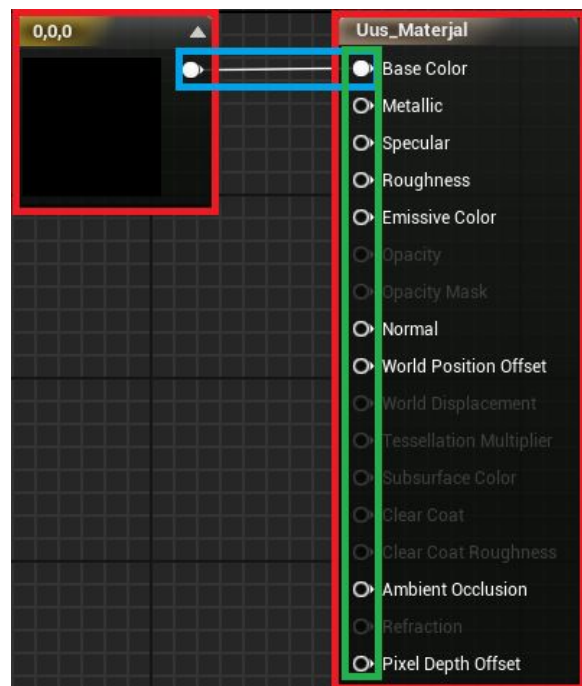 0,0,0
Uus_Materjal
Base Color
Metallic
Specular
Roughness
Emissive Color
Opacity
Opacity Mask
Normal
World Position Offset
World Displacement
Tessellation Multiplier
Subsurface Color
Clear Coat
Clear Coat Roughness
Ambient Occlusion
Refraction
Pixel Depth Offset